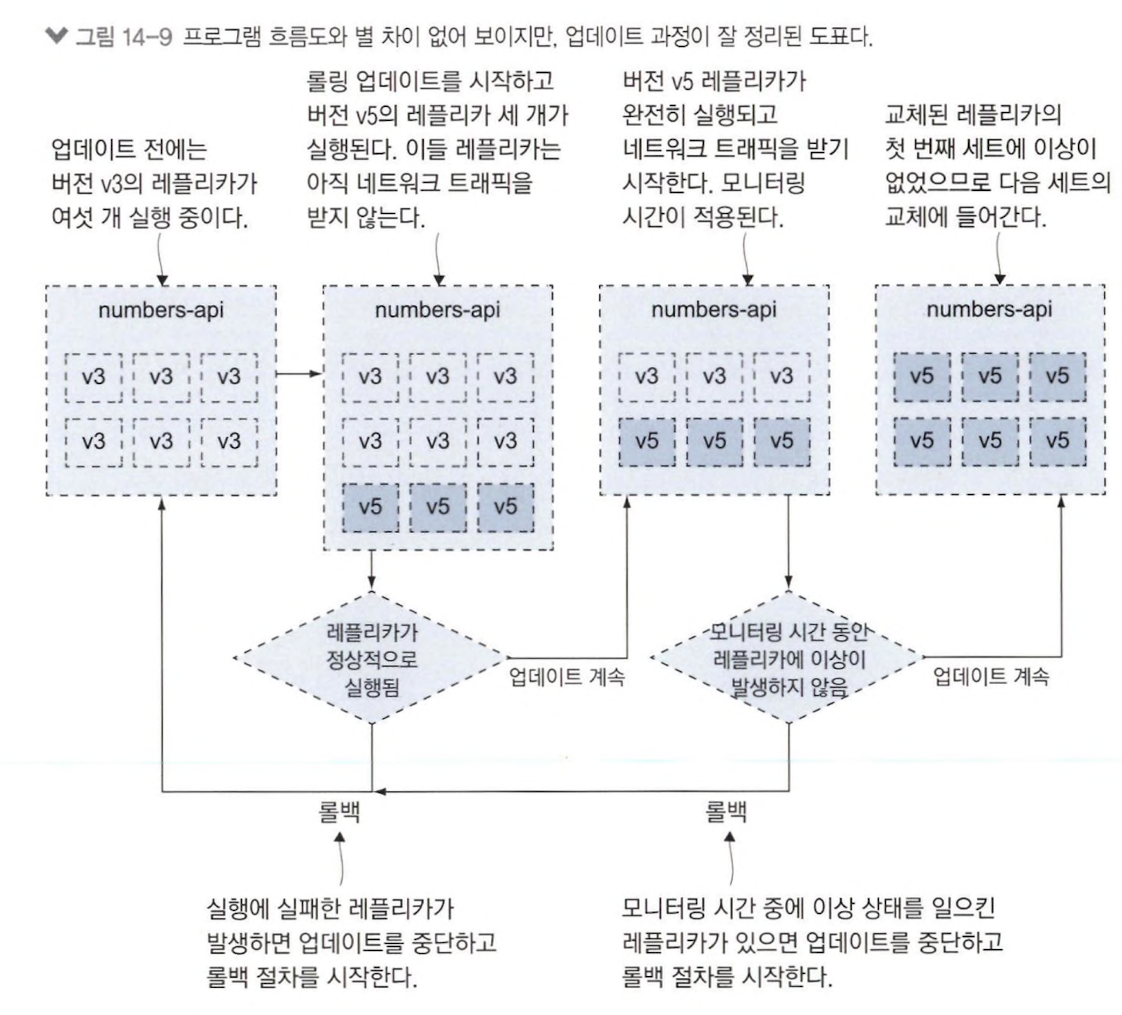 그림 14-9 프로그램 흐름도와 별 차이 없어 보이지만, 업데이트 과정이 잘 정리된 도표다.
업데이트 전에는
버전 v3의 레플리카가
여섯 개 실행 중이다.
롤링 업데이트를 시작하고
버전 v5의 레플리카 세 개가
실행된다. 이들 레플리카는
아직 네트워크 트래픽을
받지 않는다.
버전 v5 레플리카가
완전히 실행되고
네트워크 트래픽을 받기
시작한다. 모니터링
시간이 적용된다.
교체된 레플리카의
첫 번째 세트에 이상이
없었으므로 다음 세트의
교체에 들어간다.
numbers-api
v3 v3 v3
v3 v3 v3
numbers-api
v3 v3 v3
v3 v3 v3
v5 v5 v5
numbers-api
v3 v3 v3
v5 v5 v5
numbers-api
v5 v5 v5
v5 v5 v5
레플리카가
정상적으로
실행됨
업데이트 계속
모니터링 시간 동안
레플리카에 이상이
발생하지 않음
업데이트 계속
롤백
롤백
실행에 실패한 레플리카가
발생하면 업데이트를 중단하고
롤백 절차를 시작한다.
모니터링 시간 중에 이상 상태를 일으킨
레플리카가 있으면 업데이트를 중단하고
롤백 절차를 시작한다.